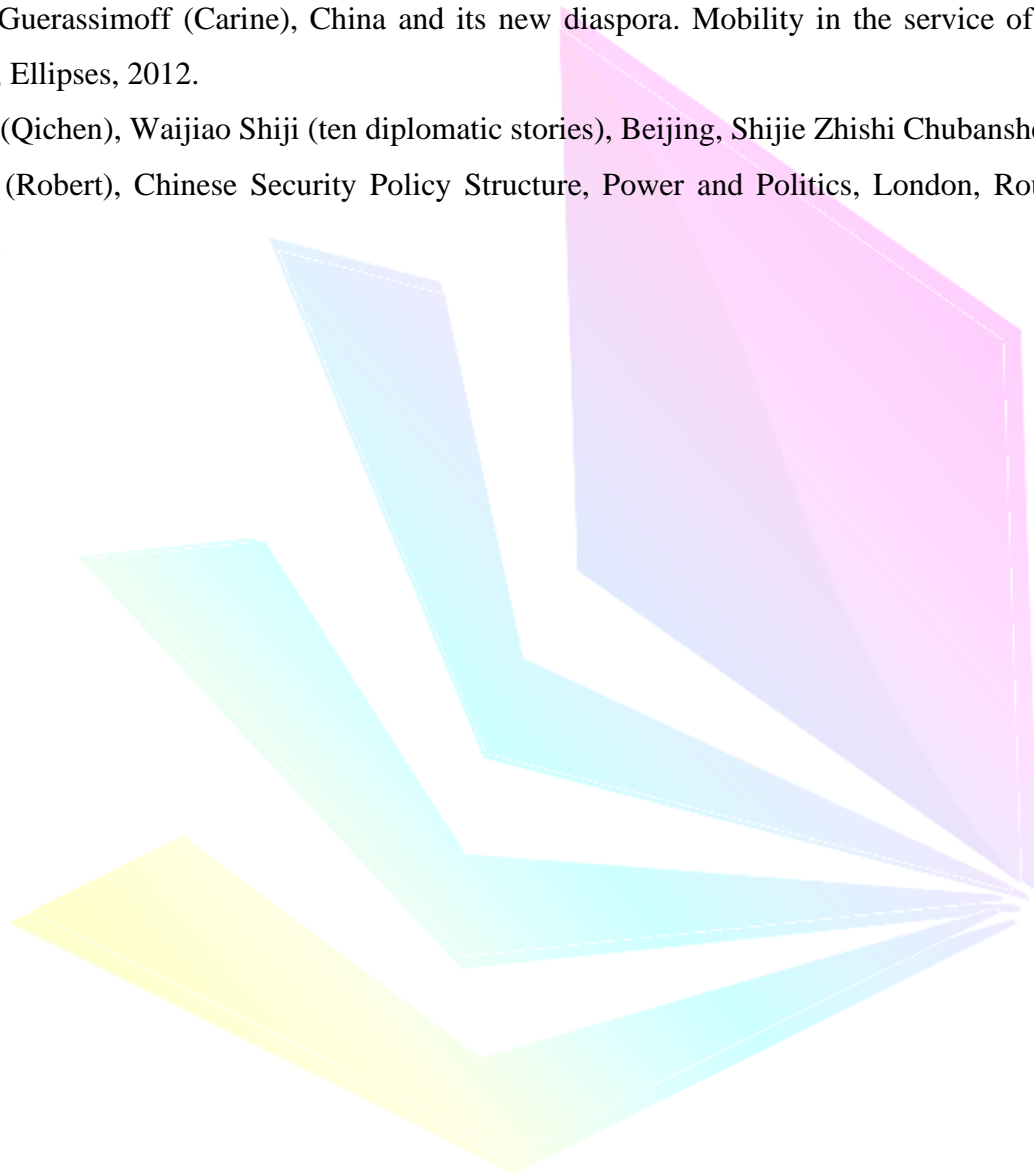 Guerassimoff (Carine), China and its new diaspora. Mobility in the service of
Ellipses, 2012.
(Qichen), Waijiao Shiji (ten diplomatic stories), Beijing, Shijie Zhishi Chubanshe
(Robert), Chinese Security Policy Structure, Power and Politics, London, Rou